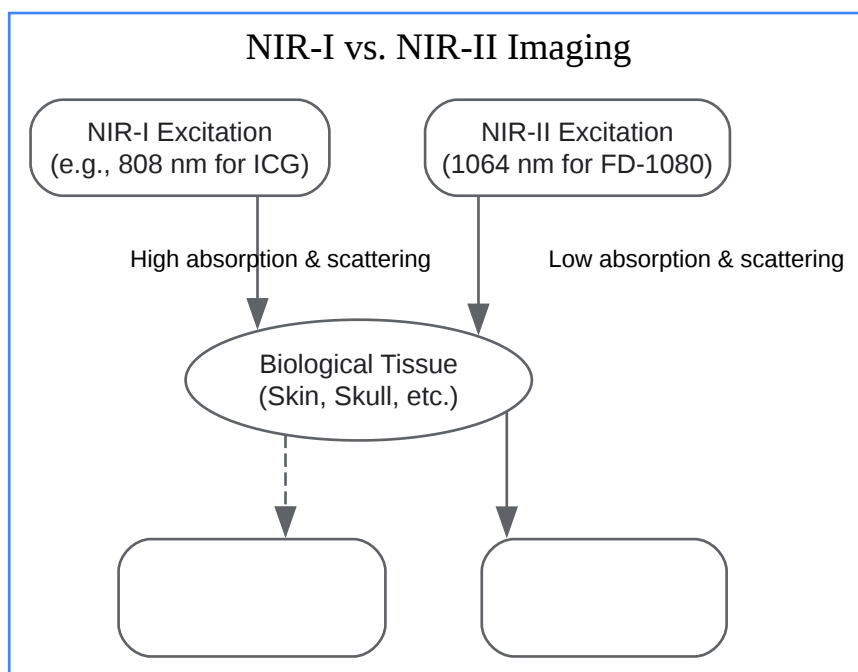 NIR-I vs. NIR-II Imaging
NIR-I Excitation
(e.g., 808 nm for ICG)
NIR-II Excitation
(1064 nm for FD-1080)
High absorption & scattering
Low absorption & scattering
Biological Tissue
(Skin, Skull, etc.)